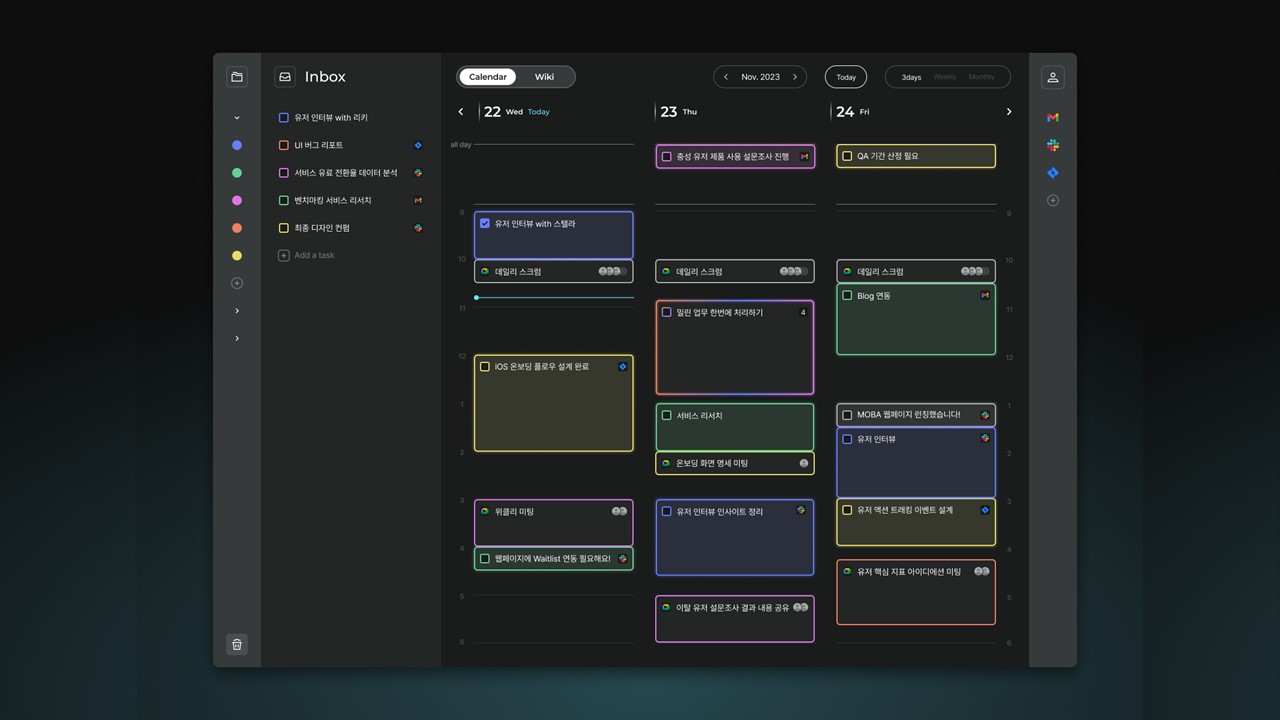 Inbox
유저 인터뷰 with 리키
UI 버그 리포트
서비스 유료 전환율 데이터 분석
벤치마킹 서비스 리서치
최종 디자인 컨펌
Add a task
Calendar
Wiki
Nov. 2023
Today
3days
Weekly
Monthly
22 Wed Today
23 Thu
24 Fri
all day
충성 유저 제품 사용 설문조사 진행
QA 기간 산정 필요
9
10
11
12
1
2
3
4
5
6
유저 인터뷰 with 스텔라
데일리 스크럼
iOS 온보딩 플로우 설계 완료
위클리 미팅
웹페이지에 Waitlist 연동 필요해요!
데일리 스크럼
밀린 업무 한번에 처리하기
4
서비스 리서치
온보딩 화면 명세 미팅
유저 인터뷰 인사이트 정리
이탈 유저 설문조사 결과 내용 공유
데일리 스크럼
Blog 연동
MOBA 웹페이지 런칭했습니다!
유저 인터뷰
유저 액션 트래킹 이벤트 설계
유저 핵심 지표 아이디에션 미팅
9
10
11
12
1
2
3
4
5
6